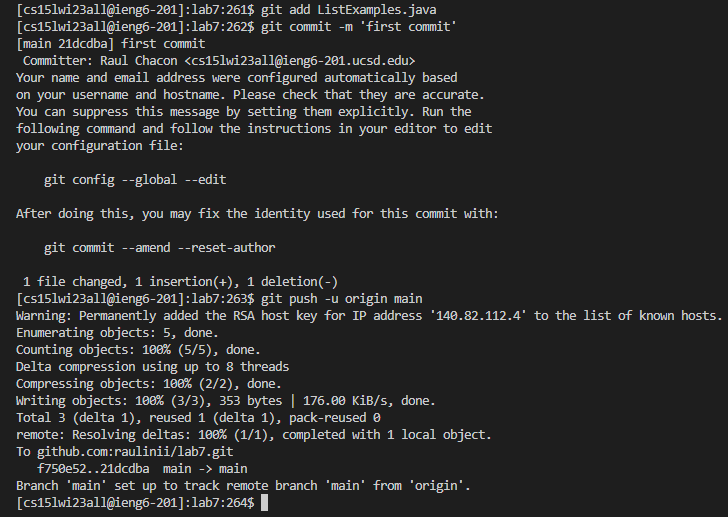 [cs15lwi23all@ieng6-201]:lab7:261$ git add ListExamples.java
[cs15lwi23all@ieng6-201]:lab7:262$ git commit -m 'first commit'
[main 21dcdba] first commit
 Committer: Raul Chacon <cs15lwi23all@ieng6-201.ucsd.edu>
Your name and email address were configured automatically based
on your username and hostname. Please check that they are accurate.
You can suppress this message by setting them explicitly. Run the
following command and follow the instructions in your editor to edit
your configuration file:

    git config --global --edit

After doing this, you may fix the identity used for this commit with:

    git commit --amend --reset-author

 1 file changed, 1 insertion(+), 1 deletion(-)
[cs15lwi23all@ieng6-201]:lab7:263$ git push -u origin main
Warning: Permanently added the RSA host key for IP address '140.82.112.4' to the list of known hosts.
Enumerating objects: 5, done.
Counting objects: 100% (5/5), done.
Delta compression using up to 8 threads
Compressing objects: 100% (2/2), done.
Writing objects: 100% (3/3), 353 bytes | 176.00 KiB/s, done.
Total 3 (delta 1), reused 1 (delta 1), pack-reused 0
remote: Resolving deltas: 100% (1/1), completed with 1 local object.
To github.com:raulinii/lab7.git
   f750e52..21dcdba  main -> main
Branch 'main' set up to track remote branch 'main' from 'origin'.
[cs15lwi23all@ieng6-201]:lab7:264$